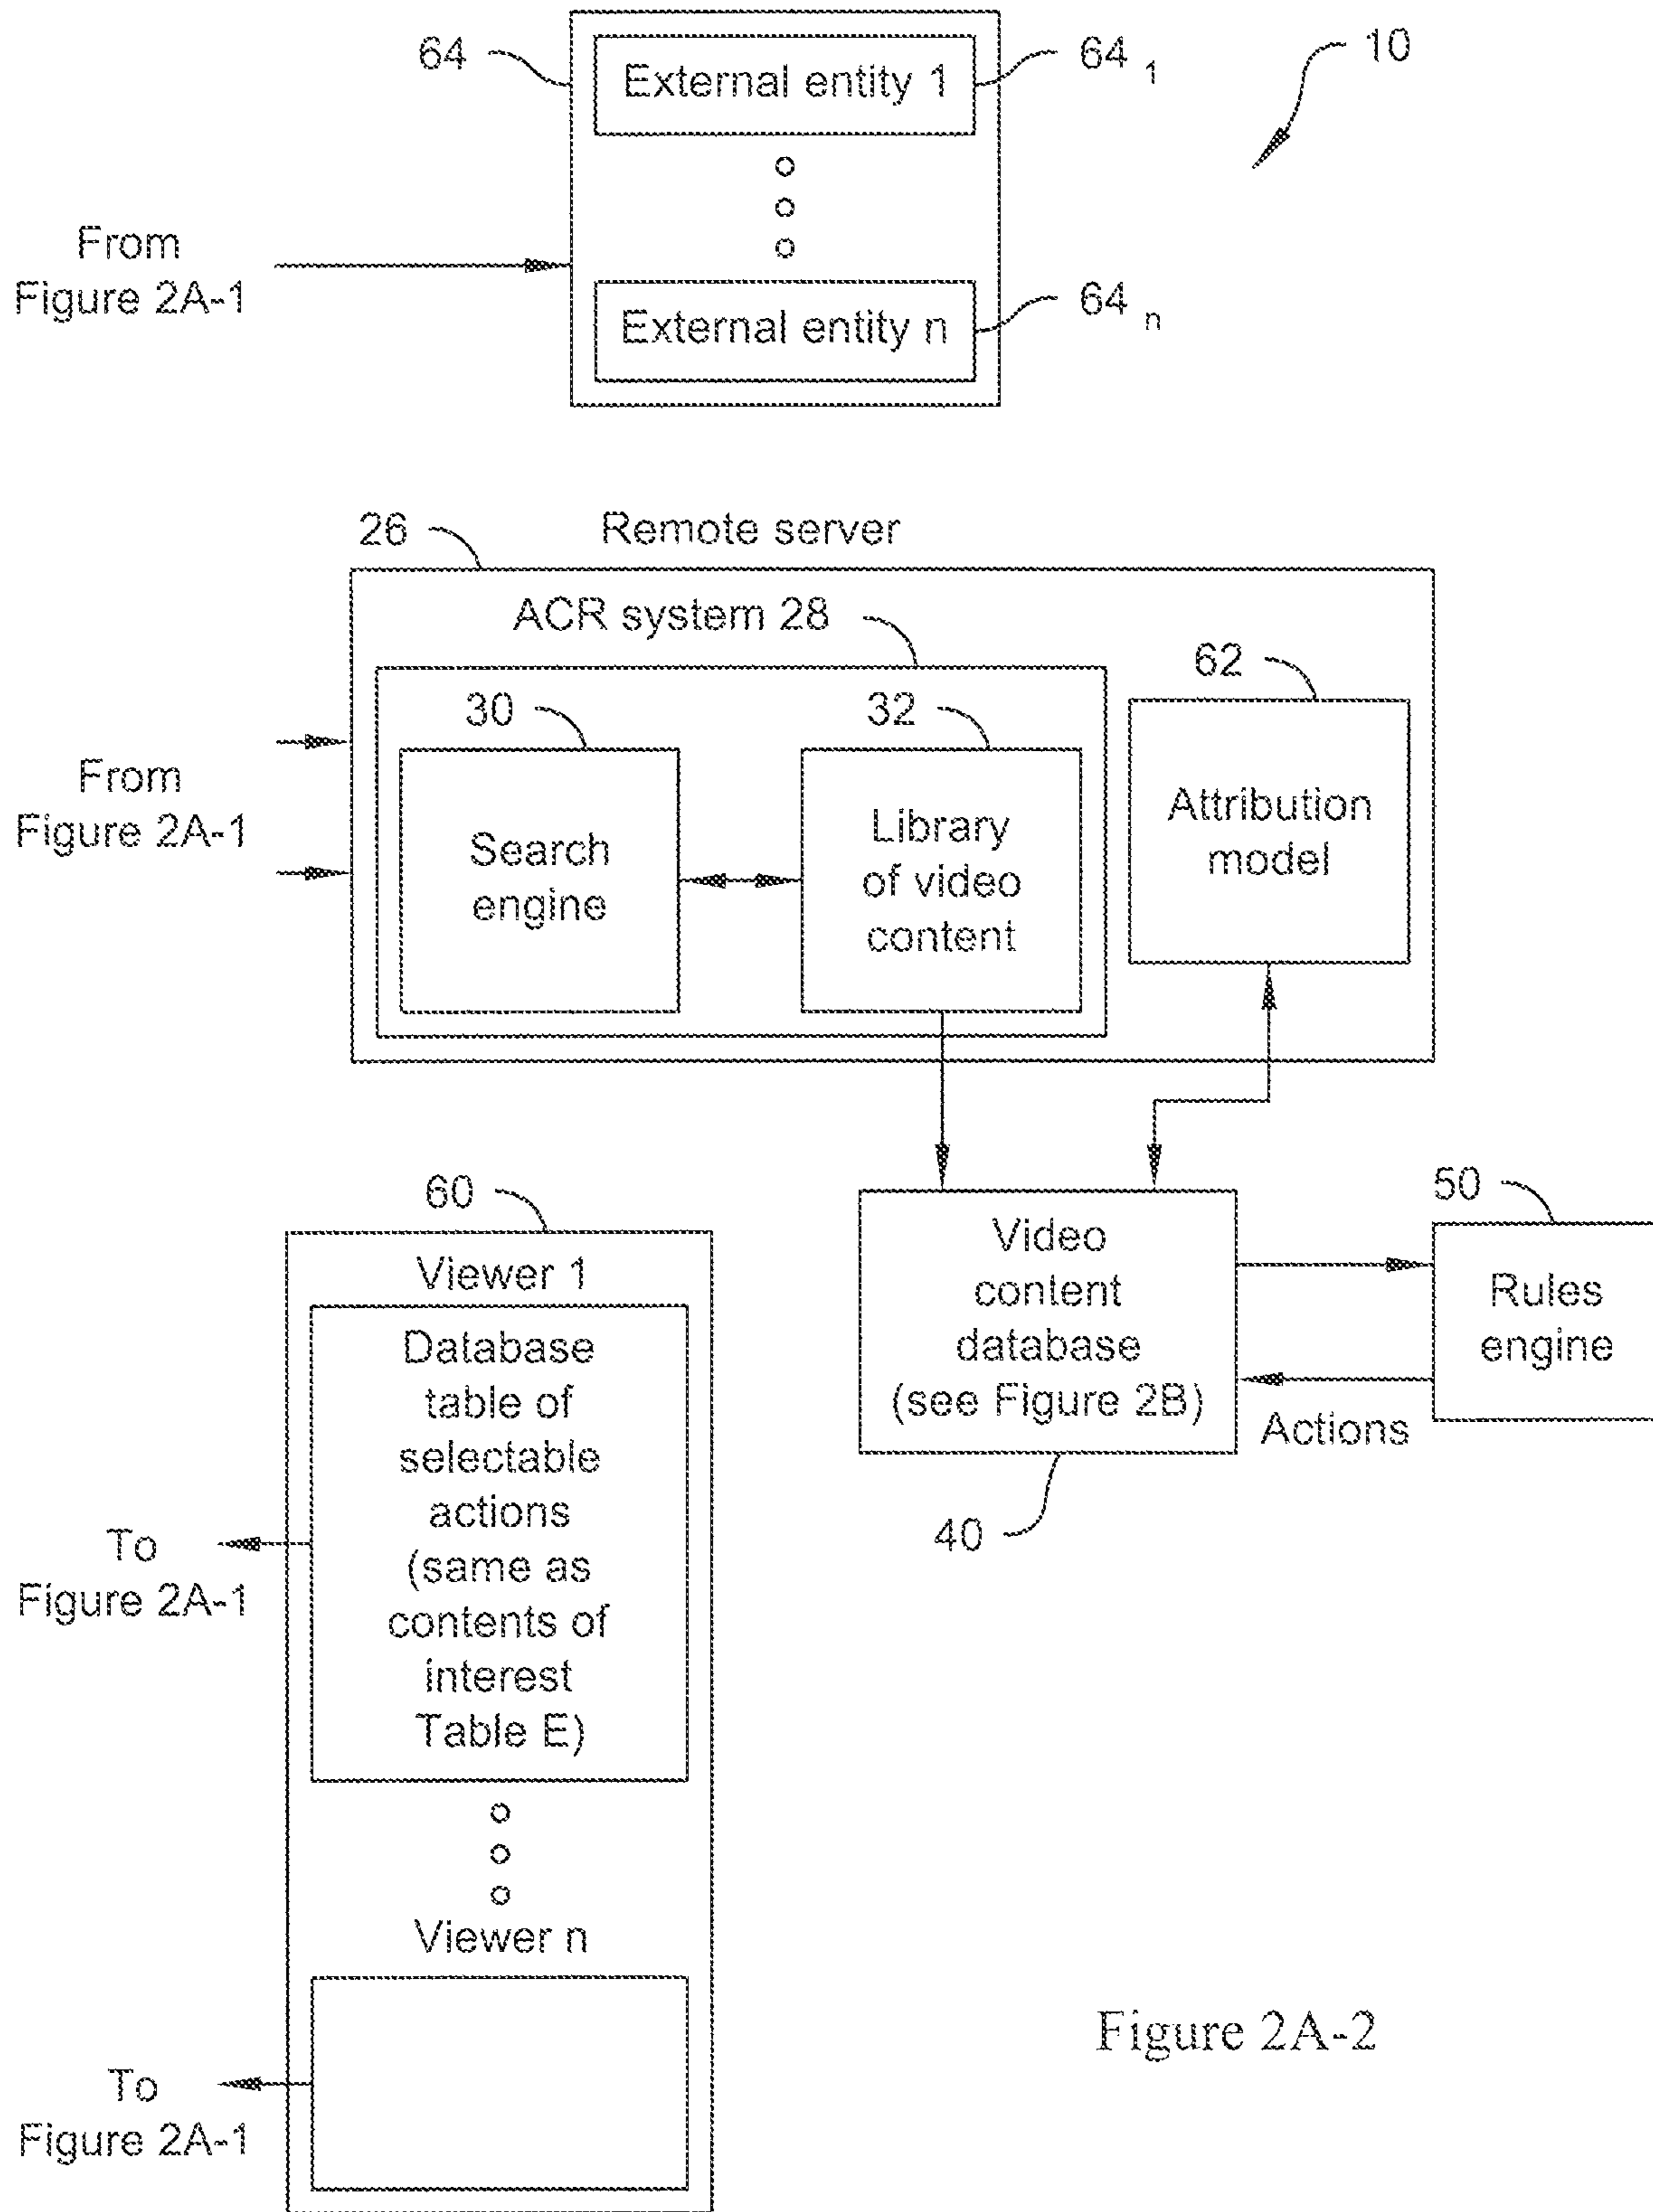 64
External entity 1
64 1
10
From
Figure 2A-1
External entity n
64 n
26
Remote server
ACR system 28
62
30
32
From
Figure 2A-1
Search
engine
Library
of video
content
Attribution
model
60
50
Viewer 1
Database
table of
selectable
actions
(same as
contents of
interest
Table E)
Video
content
database
(see Figure 2B)
Rules
engine
Actions
40
To
Figure 2A-1
Viewer n
To
Figure 2A-1
Figure 2A-2